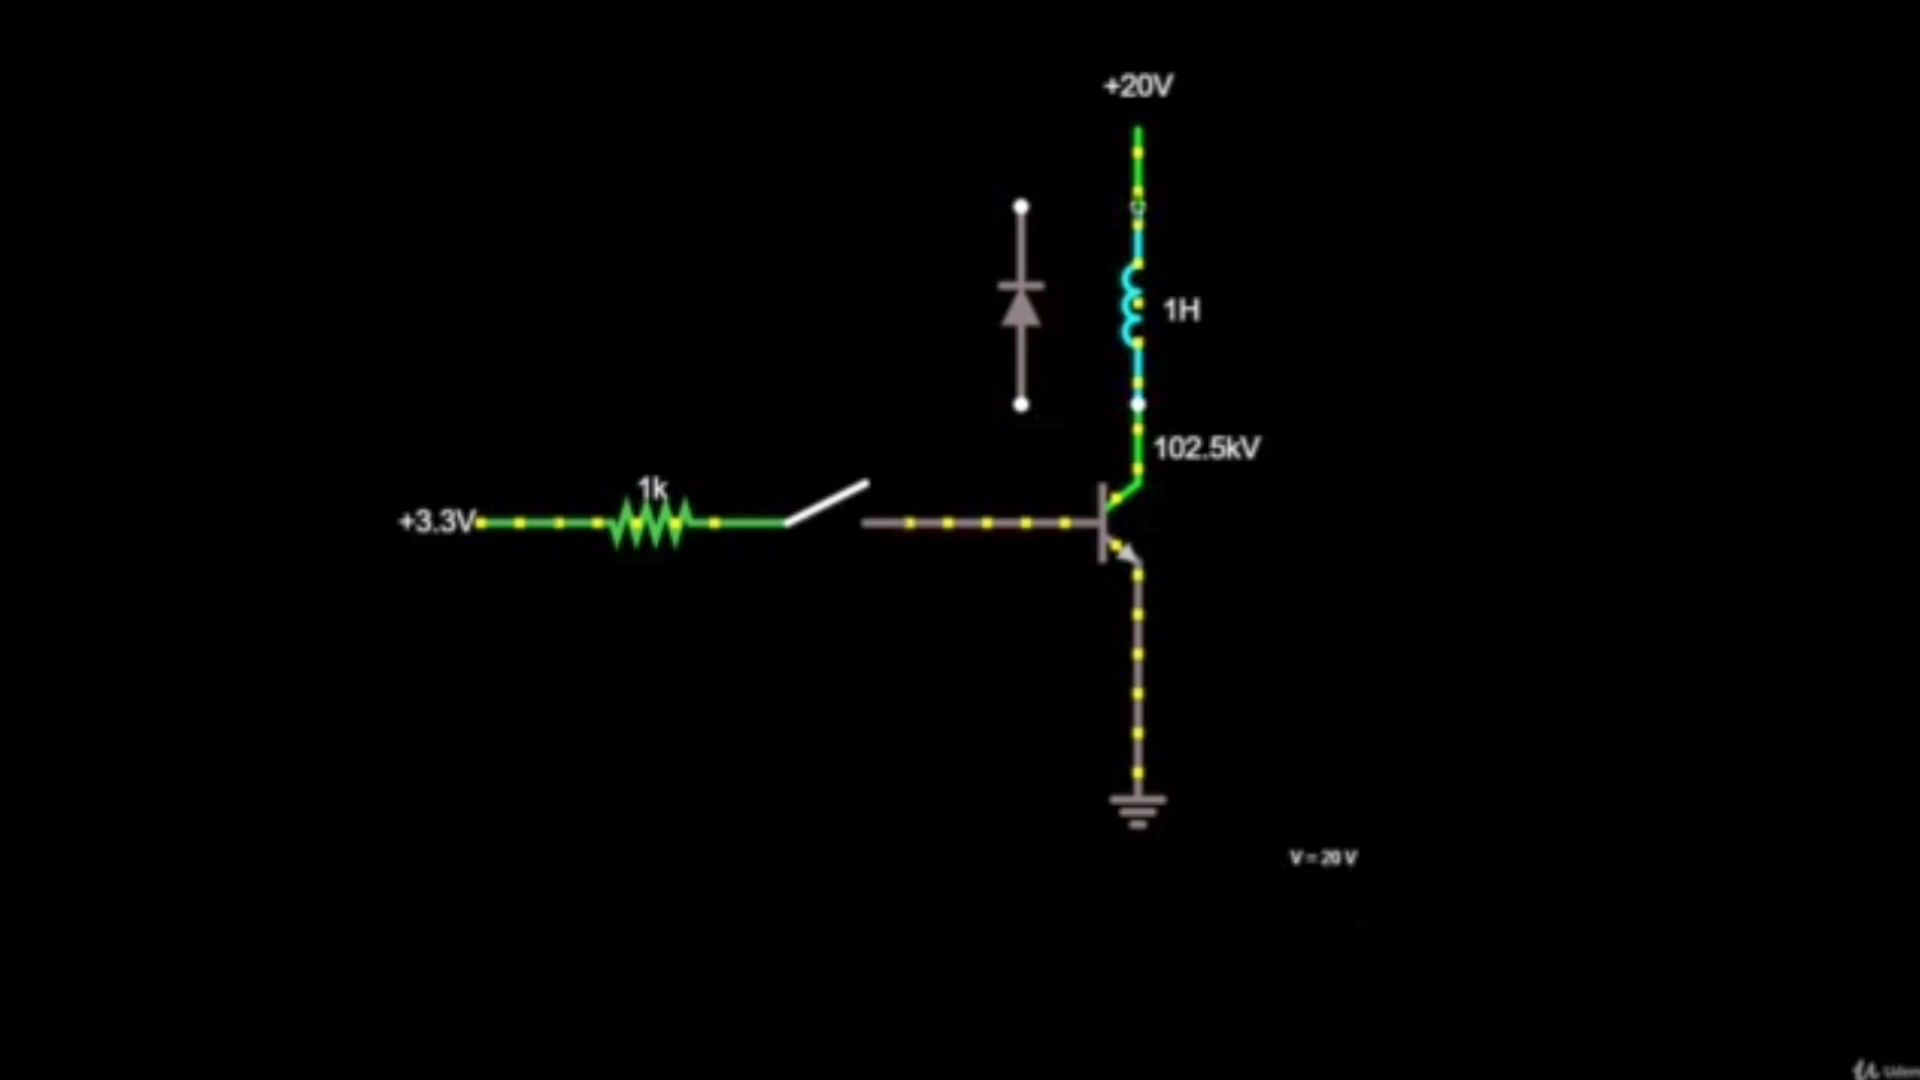 +20V
1H
102.5kV
1k
+3.3V
V = 20 V